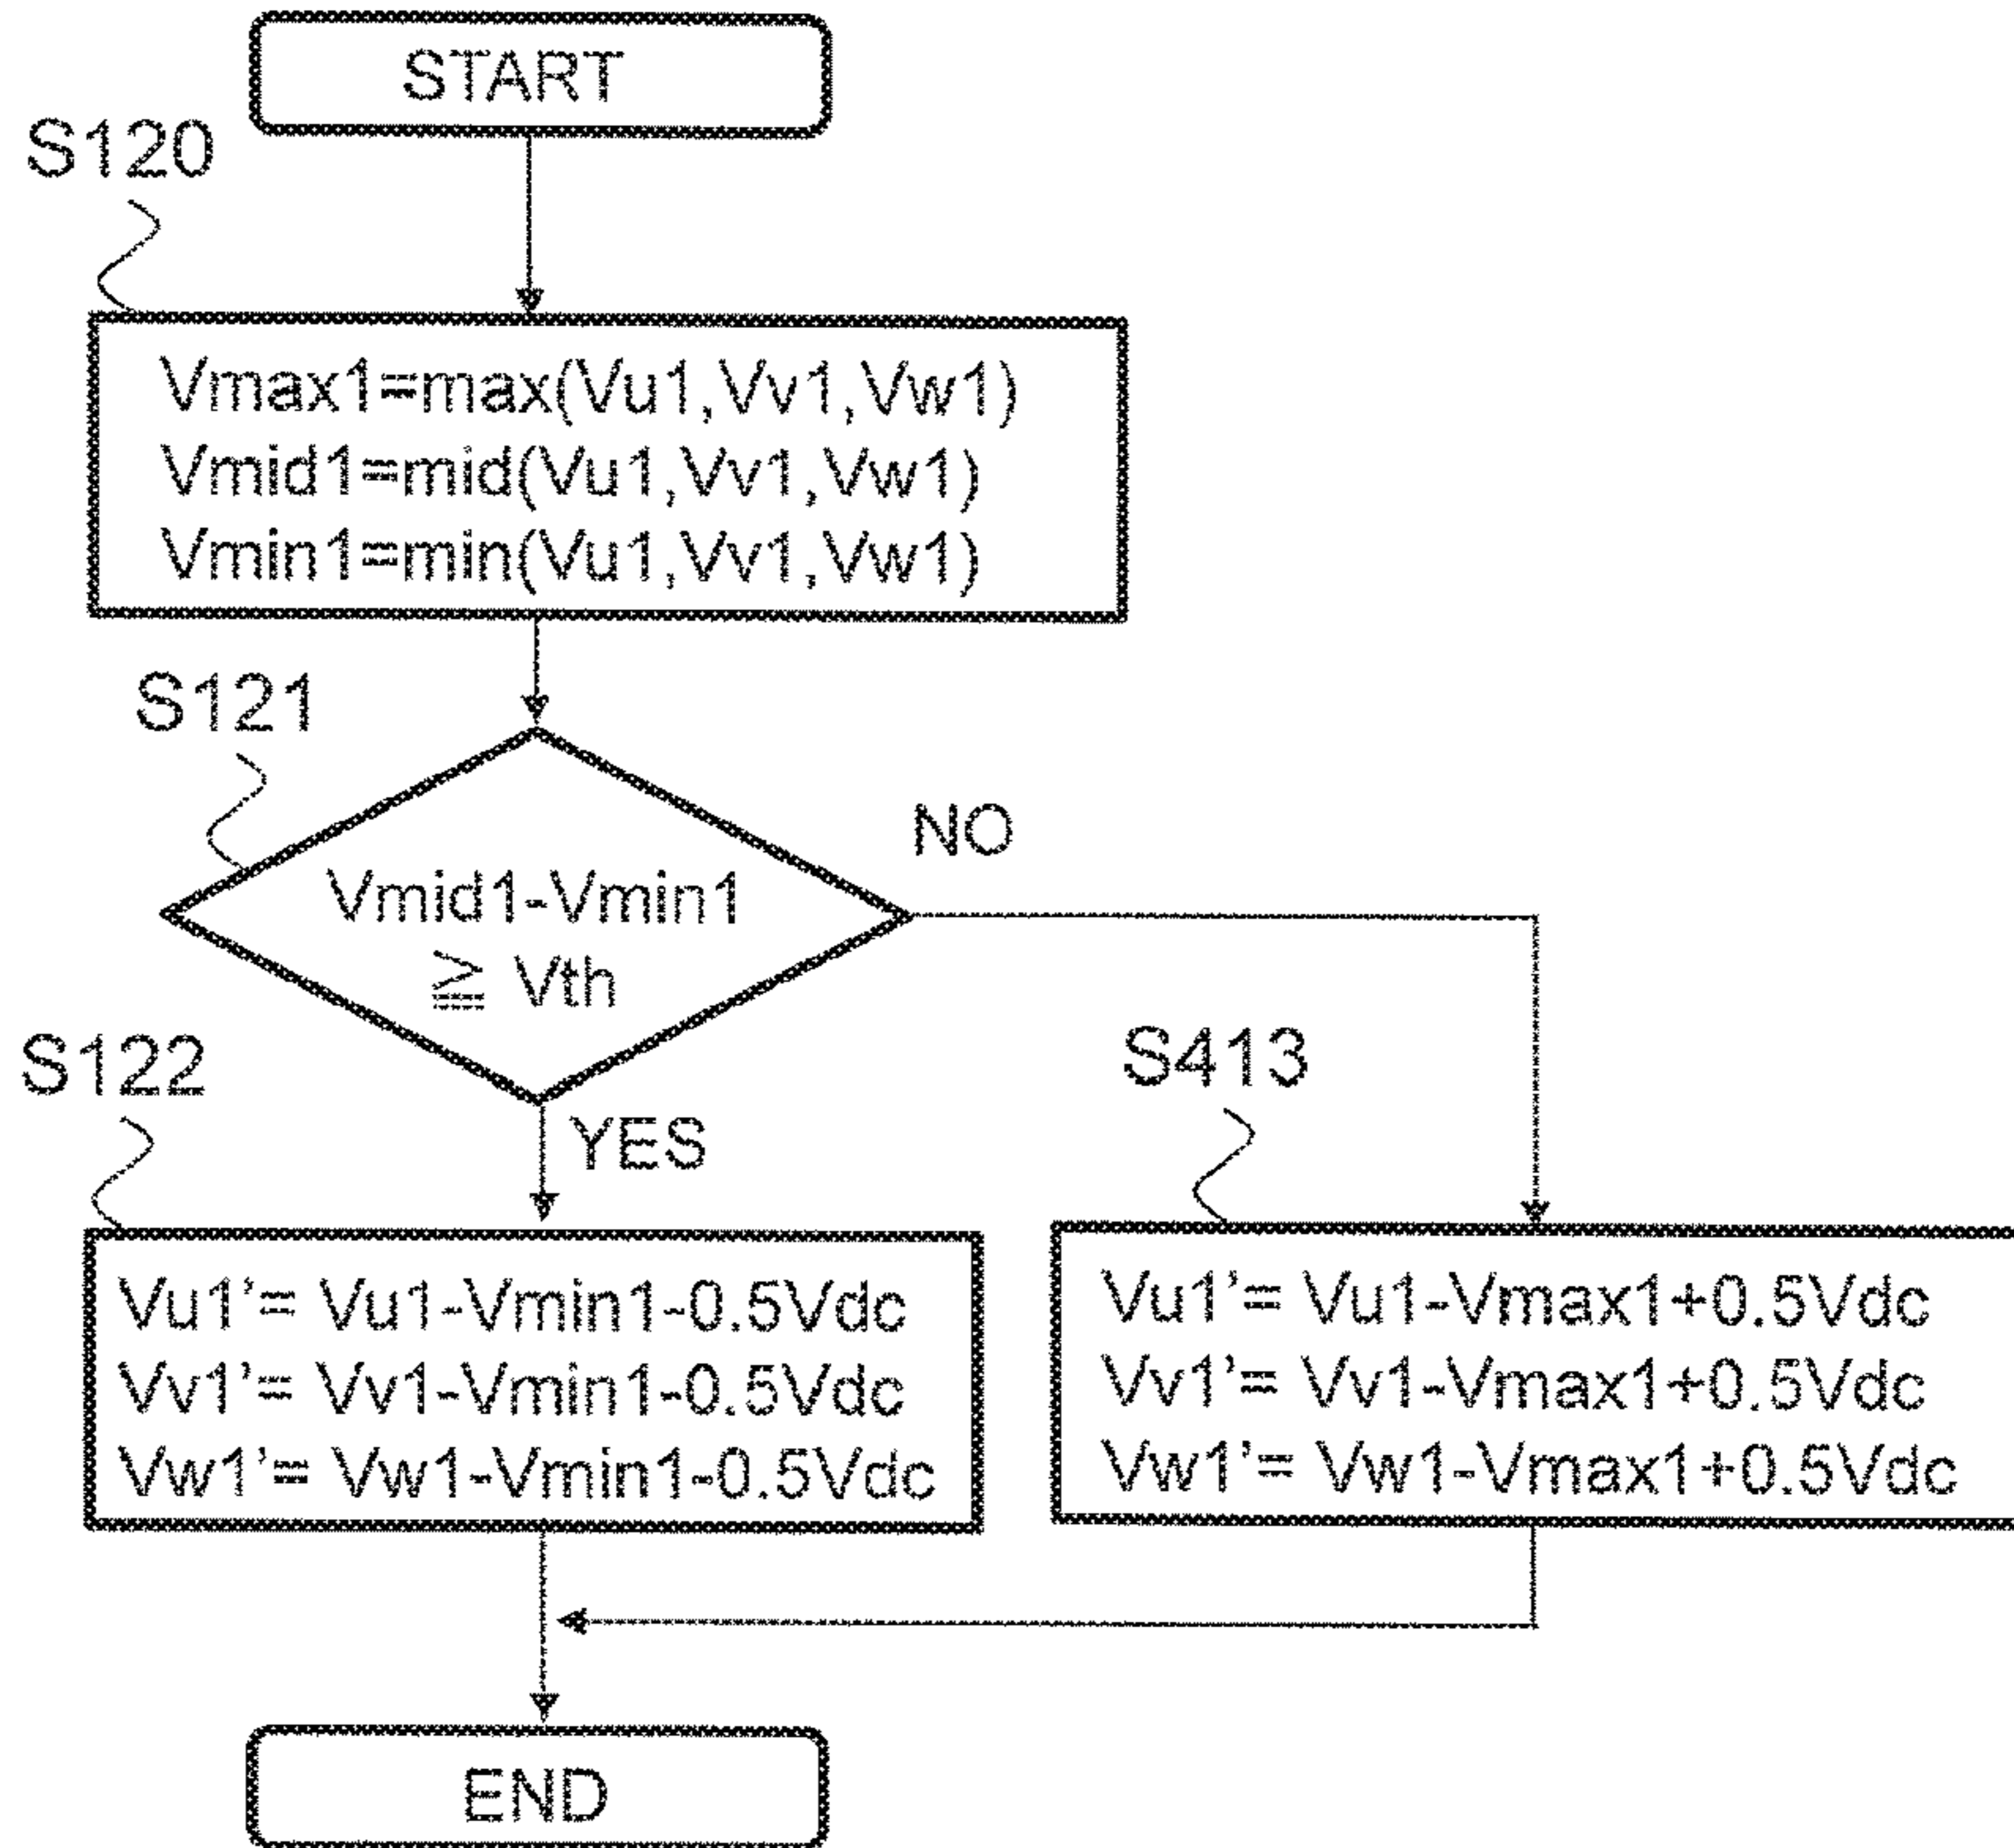 START
S120
Vmax1=max(Vu1,Vv1,Vw1)
Vmid1=mid(Vu1,Vv1,Vw1)
Vmin1=min(Vu1,Vv1,Vw1)
S121
NO
Vmid1-Vmin1
≧ Vth
S122
YES
S413
Vu1’= Vu1-Vmin1-0.5Vdc
Vv1’= Vv1-Vmin1-0.5Vdc
Vw1’= Vw1-Vmin1-0.5Vdc
Vu1’= Vu1-Vmax1+0.5Vdc
Vv1’= Vv1-Vmax1+0.5Vdc
Vw1’= Vw1-Vmax1+0.5Vdc
END